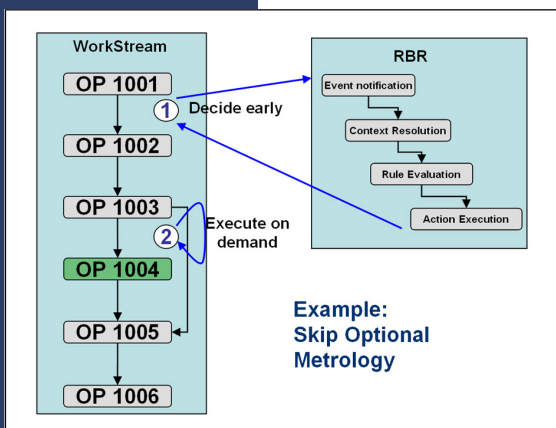 WorkStream
OP 1001
1
Decide early
OP 1002
OP 1003
2
Execute on
demand
OP 1004
OP 1005
OP 1006
RBR
Event notification
Context Resolution
Rule Evaluation
Action Execution
Example:
Skip Optional
Metrology